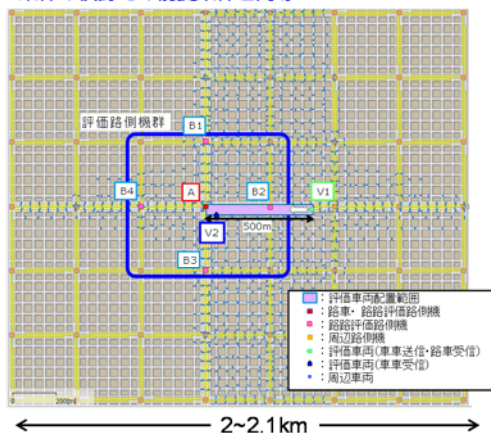 評価路側機群
B1
B4
A
B2
V1
V2
500m
B3
：評価車両配置範囲
：路車・路路評価路側機
：路路評価路側機
：周辺路側機
：評価車両(車車送信・路車受信)
：評価車両(車車受信)
：周辺車両
200m
2~2.1km